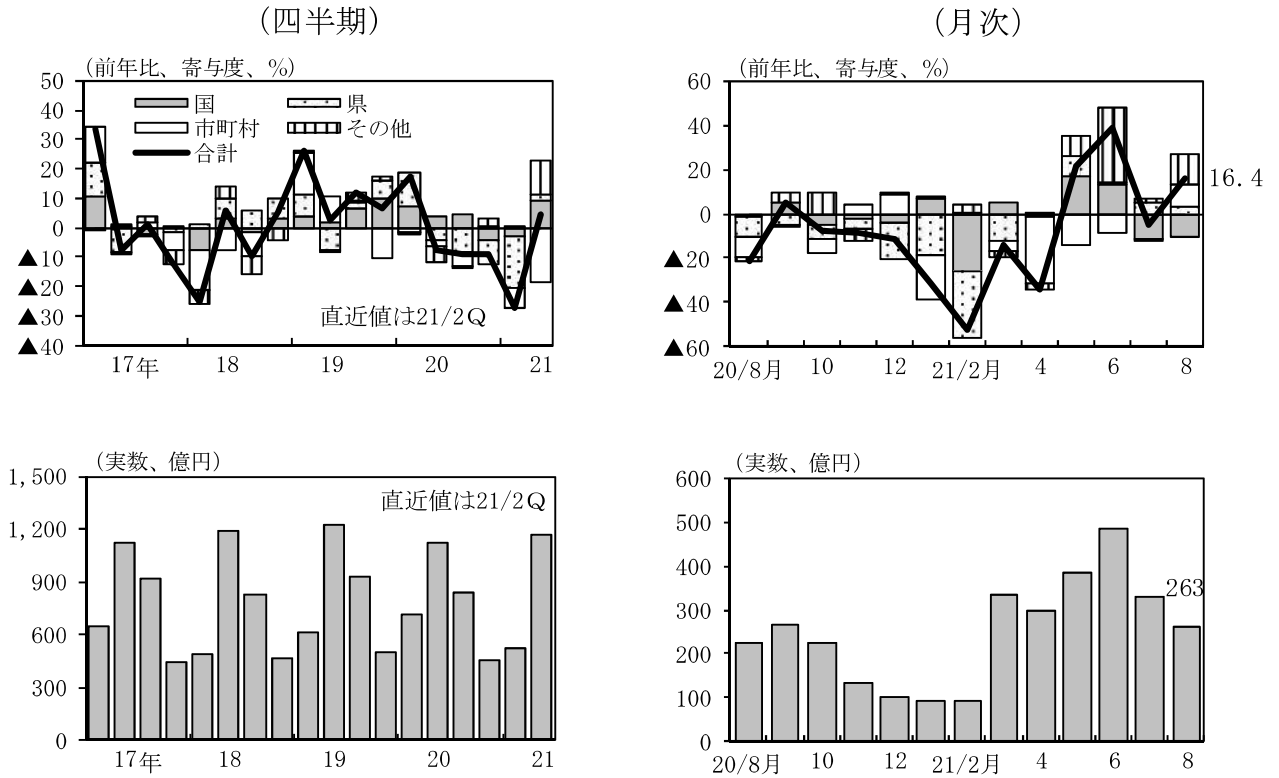 (四半期)
(前年比、寄与度、%)
50
40
30
20
10
0
▲10
▲20
▲30
▲40
国
県
市町村
その他
合計
直近値は21/2Q
17年 18 19 20 21
(月次)
(前年比、寄与度、%)
60
40
20
0
▲20
▲40
▲60
16.4
20/8月 10 12 21/2月 4 6 8
(実数、億円)
1,500
1,200
900
600
300
0
直近値は21/2Q
17年 18 19 20 21
(実数、億円)
600
500
400
300
200
100
0
263
20/8月 10 12 21/2月 4 6 8